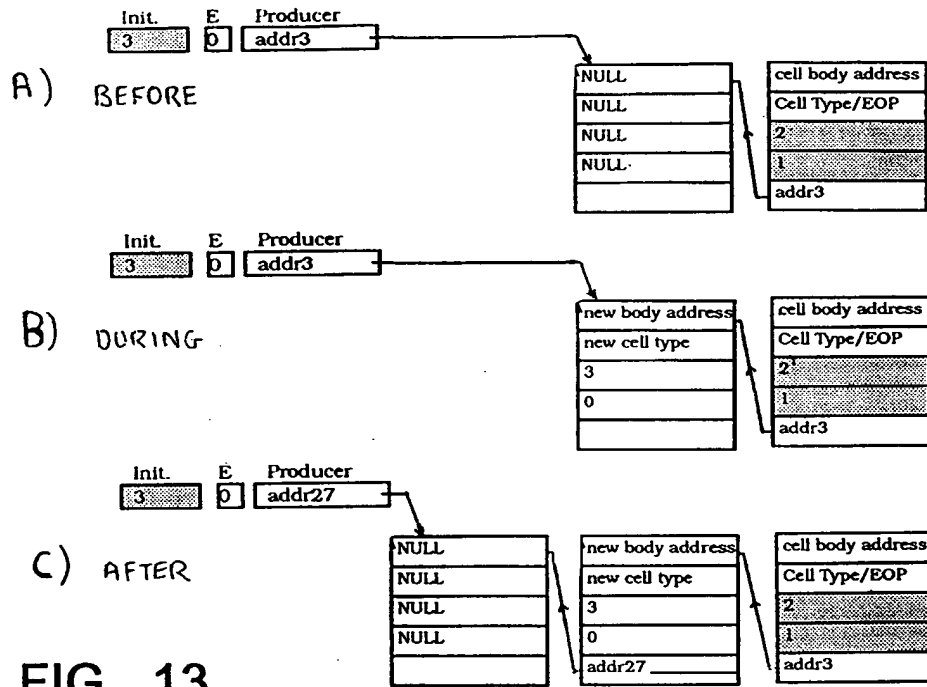 Init. E Producer
3 0 addr3
A) BEFORE
NULL
NULL
NULL
NULL
cell body address
Cell Type/EOP
2
1
addr3
Init. E Producer
3 0 addr3
B) DURING
new body address
new cell type
3
0
cell body address
Cell Type/EOP
2
1
addr3
Init. E Producer
3 0 addr27
C) AFTER
NULL
NULL
NULL
NULL
new body address
new cell type
3
0
addr27
cell body address
Cell Type/EOP
2
1
addr3
FIG. 13